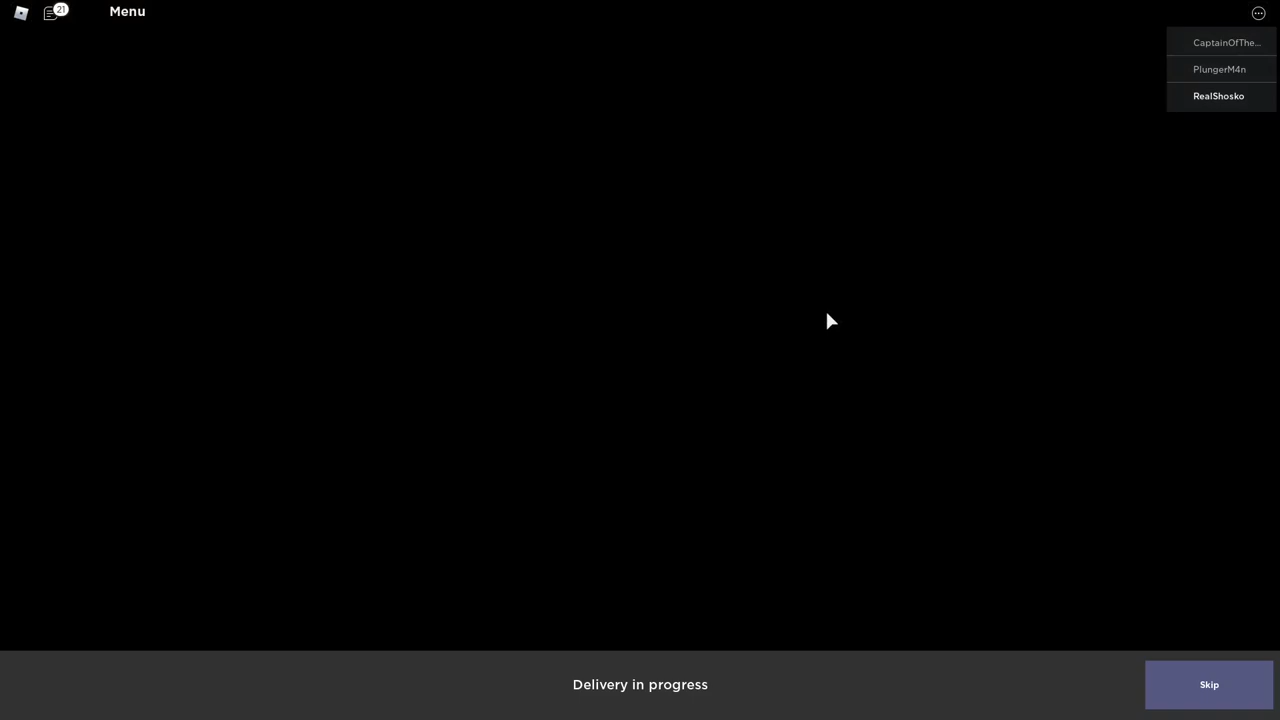 21
Menu
CaptainOfThe...
PlungerM4n
RealShosko
Delivery in progress
Skip